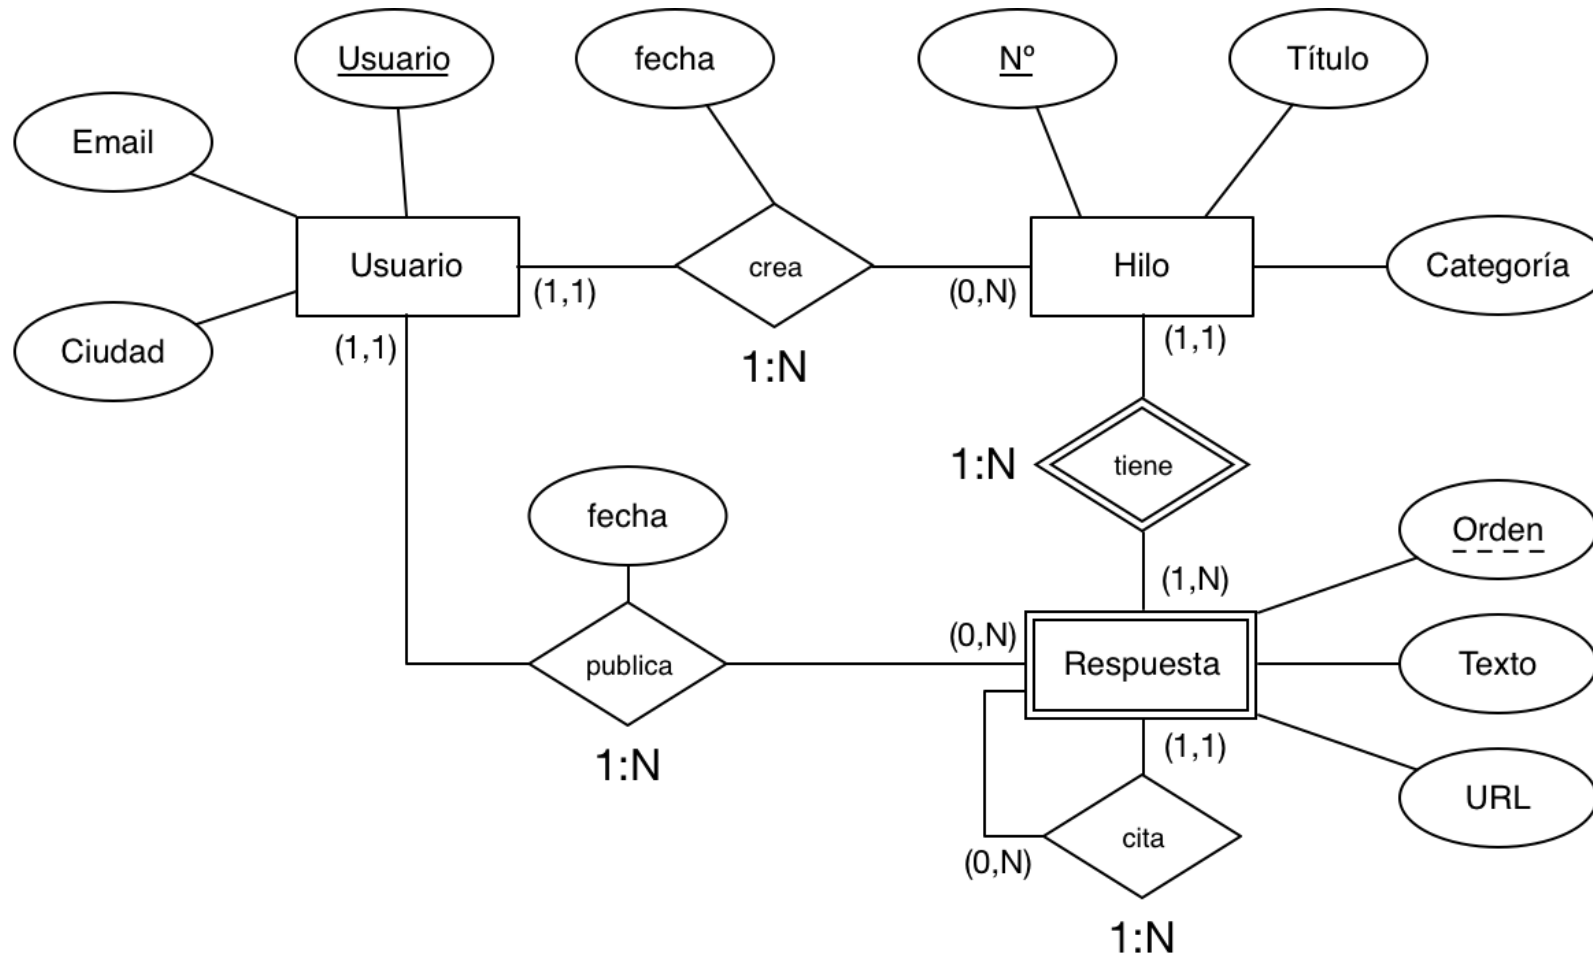 Usuario
fecha
Nº
Título
Email
Usuario
crea
Hilo
Categoría
(1,1)
(0,N)
Ciudad
(1,1)
1:N
(1,1)
1:N
tiene
fecha
Orden
(1,N)
(0,N)
publica
Respuesta
Texto
1:N
(1,1)
URL
cita
(0,N)
1:N